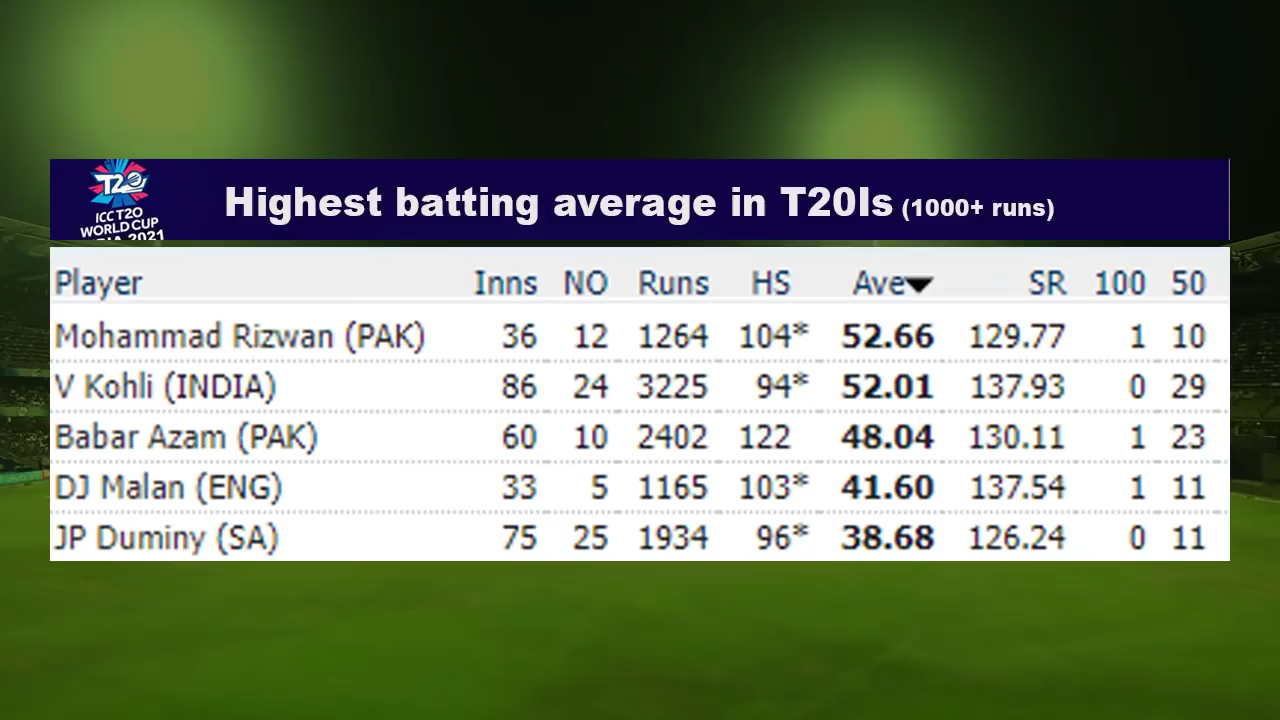 T20
ICC T20
WORLD CUP
INDIA 2021
Highest batting average in T20Is (1000+ runs)
Player Inns NO Runs HS Ave SR 100 50
Mohammad Rizwan (PAK) 36 12 1264 104* 52.66 129.77 1 10
V Kohli (INDIA) 86 24 3225 94* 52.01 137.93 0 29
Babar Azam (PAK) 60 10 2402 122 48.04 130.11 1 23
DJ Malan (ENG) 33 5 1165 103* 41.60 137.54 1 11
JP Duminy (SA) 75 25 1934 96* 38.68 126.24 0 11